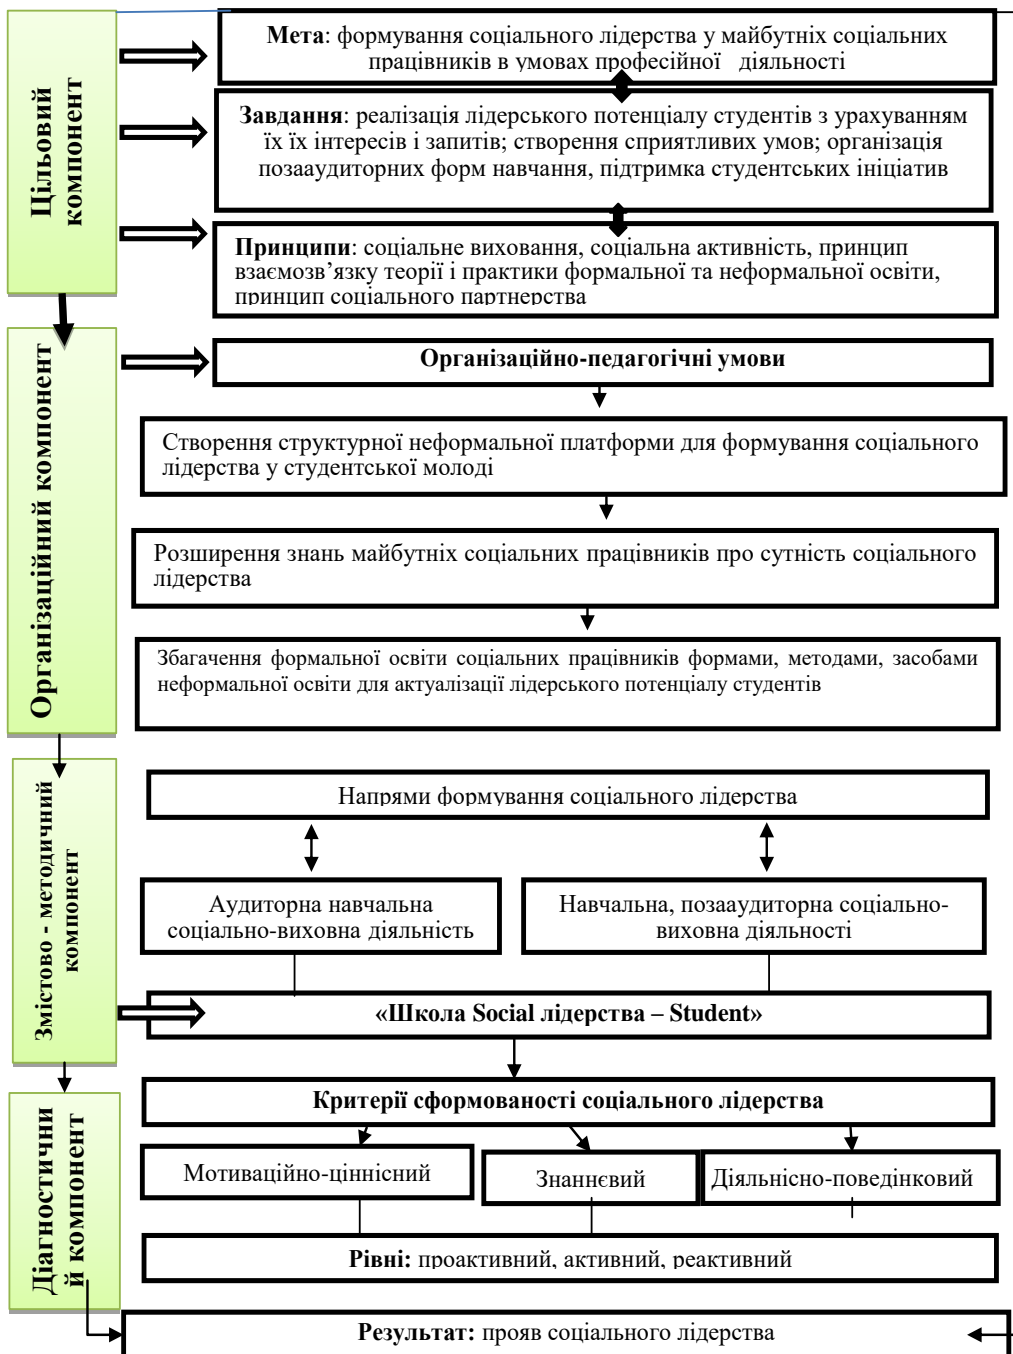 Цільовий
компонент
Мета: формування соціального лідерства у майбутніх соціальних
працівників в умовах професійної діяльності
Завдання: реалізація лідерського потенціалу студентів з урахуванням
їх їх інтересів і запитів; створення сприятливих умов; організація
позааудиторних форм навчання, підтримка студентських ініціатив
Принципи: соціальне виховання, соціальна активність, принцип
взаємозв’язку теорії і практики формальної та неформальної освіти,
принцип соціального партнерства
Організаційний компонент
Організаційно-педагогічні умови
Створення структурної неформальної платформи для формування соціального
лідерства у студентської молоді
Розширення знань майбутніх соціальних працівників про сутність соціального
лідерства
Збагачення формальної освіти соціальних працівників формами, методами, засобами
неформальної освіти для актуалізації лідерського потенціалу студентів
Змістово - методичний
компонент
Напрями формування соціального лідерства
Аудиторна навчальна
соціально-виховна діяльність
Навчальна, позааудиторна соціально-
виховна діяльності
«Школа Social лідерства – Student»
Діагностични
й компонент
Критерії сформованості соціального лідерства
Мотиваційно-ціннісний
Знаннєвий
Діяльнісно-поведінковий
Рівні: проактивний, активний, реактивний
Результат: прояв соціального лідерства